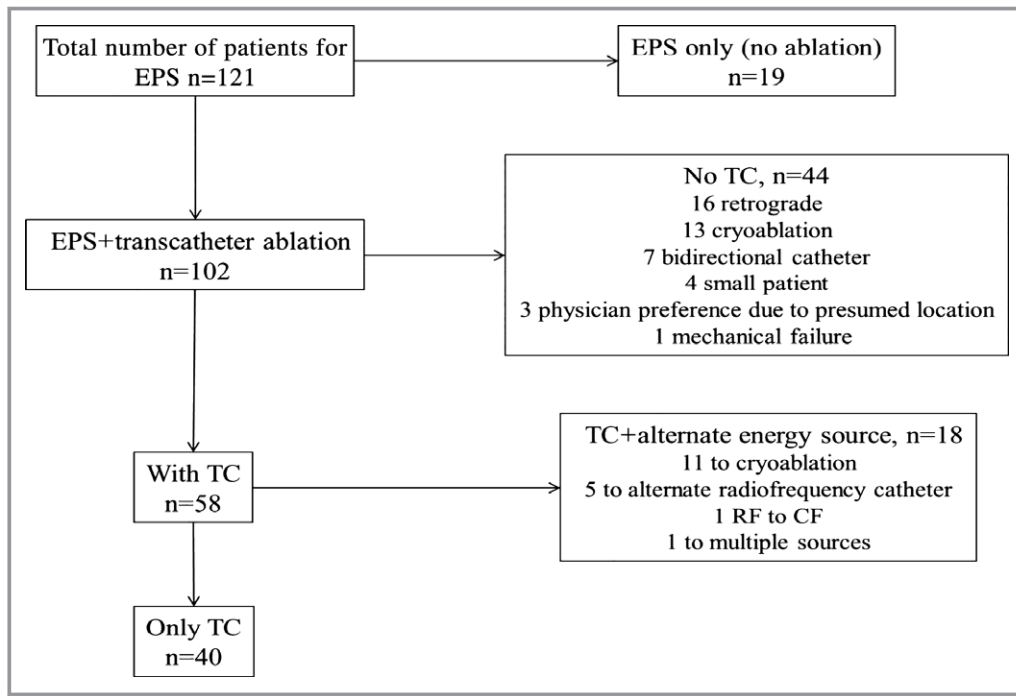 Total number of patients for
EPS n=121
EPS only (no ablation)
n=19
No TC, n=44
16 retrograde
13 cryoablation
7 bidirectional catheter
4 small patient
3 physician preference due to presumed location
1 mechanical failure
EPS+transcatheter ablation
n=102
TC+alternate energy source, n=18
11 to cryoablation
5 to alternate radiofrequency catheter
1 RF to CF
1 to multiple sources
With TC
n=58
Only TC
n=40